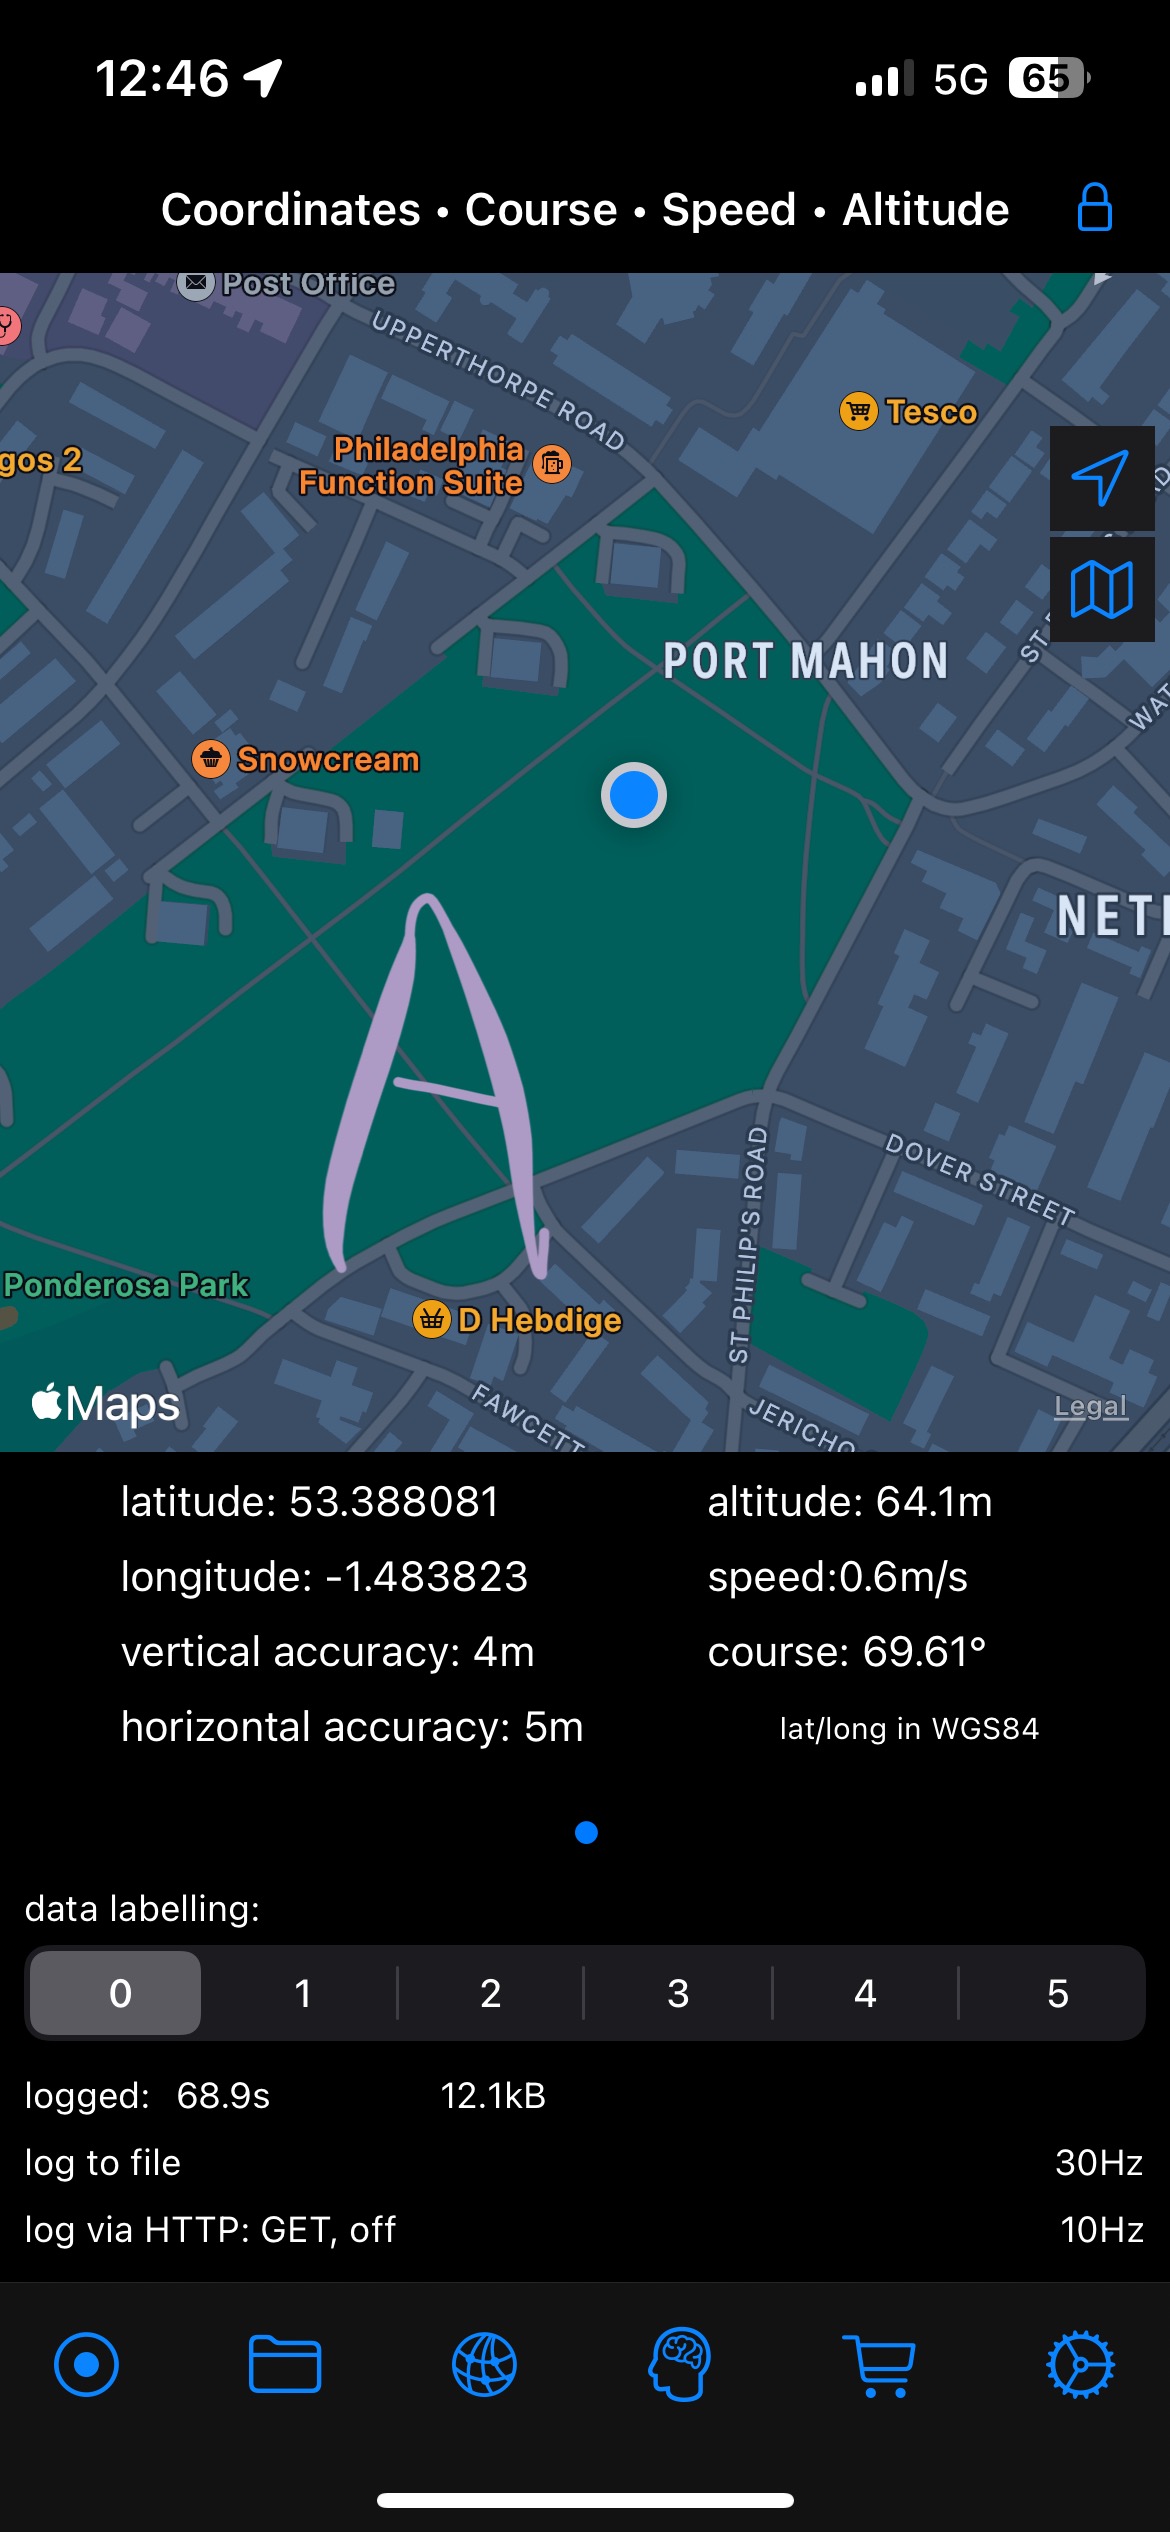 12:46
5G 65
Coordinates • Course • Speed • Altitude
Post Office
UPPERTHORPE ROAD
Tesco
gos 2
Philadelphia
Function Suite
ST
PORT MAHON
WAT
Snowcream
NET
A
DOVER STREET
ST PHILIP'S ROAD
Ponderosa Park
D Hebdige
Maps
FAWCETT
JERICHO
Legal
latitude: 53.388081
altitude: 64.1m
longitude: -1.483823
speed:0.6m/s
vertical accuracy: 4m
course: 69.61°
horizontal accuracy: 5m
lat/long in WGS84
data labelling:
0 1 2 3 4 5
logged: 68.9s 12.1kB
log to file 30Hz
log via HTTP: GET, off 10Hz